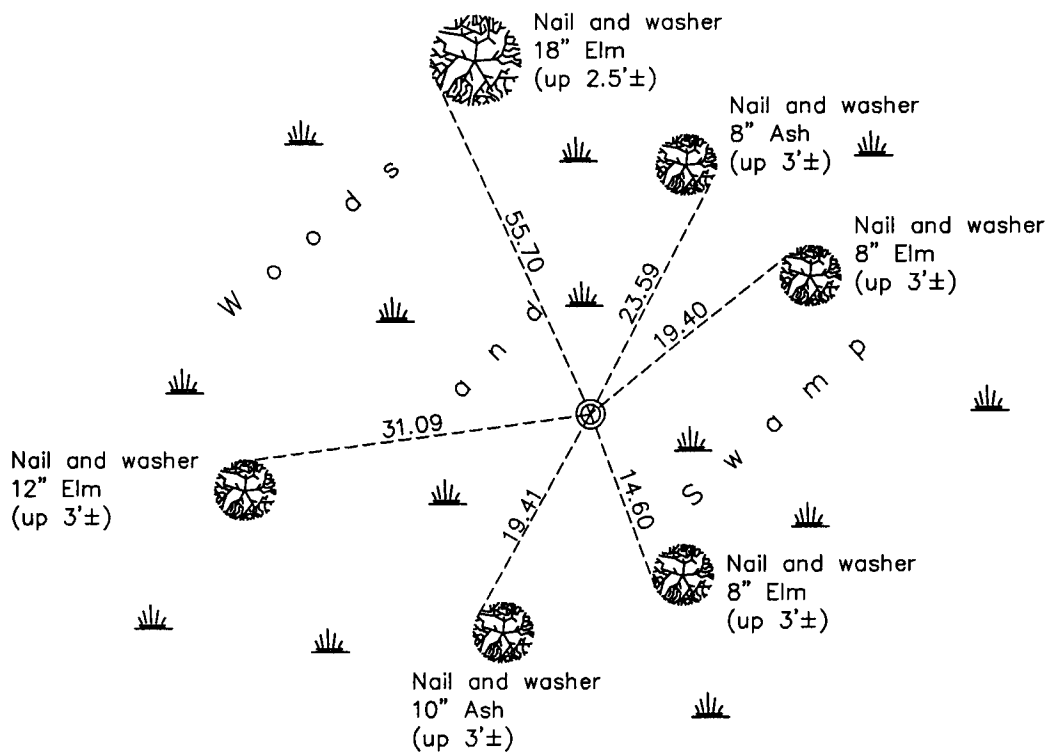 Nail and washer
18" Elm
(up 2.5'±)
Nail and washer
8" Ash
(up 3'±)
Nail and washer
8" Elm
(up 3'±)
Woods
and
Swamp
55.70
23.59
19.40
31.09
19.41
14.60
Nail and washer
12" Elm
(up 3'±)
Nail and washer
8" Elm
(up 3'±)
Nail and washer
10" Ash
(up 3'±)